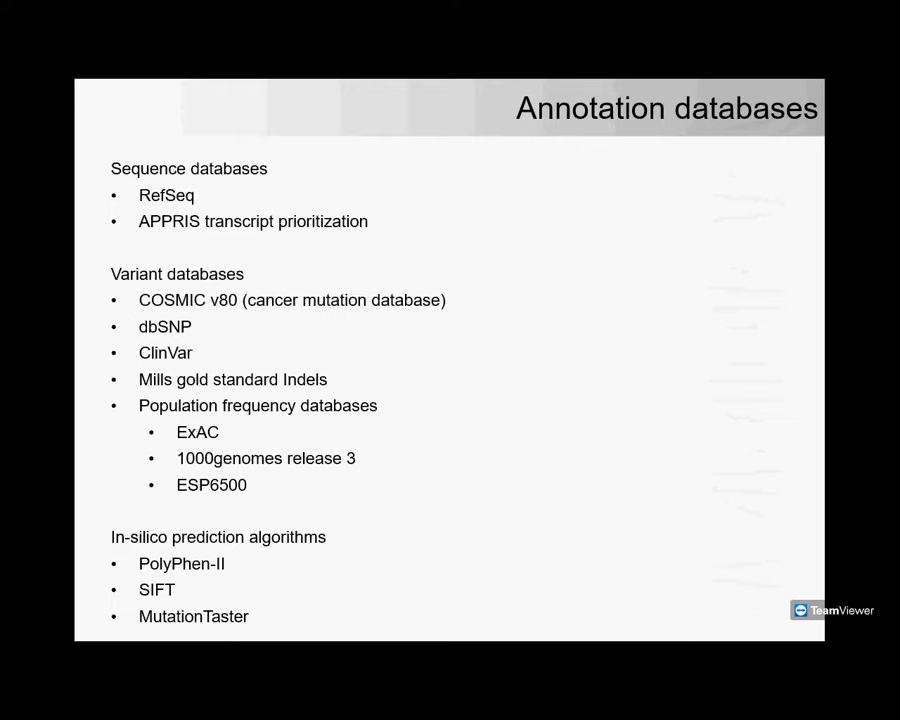 Annotation databases
Sequence databases
• RefSeq
• APPRIS transcript prioritization
Variant databases
• COSMIC v80 (cancer mutation database)
• dbSNP
• ClinVar
• Mills gold standard Indels
• Population frequency databases
• ExAC
• 1000genomes release 3
• ESP6500
In-silico prediction algorithms
• PolyPhen-II
• SIFT
• MutationTaster
TeamViewer